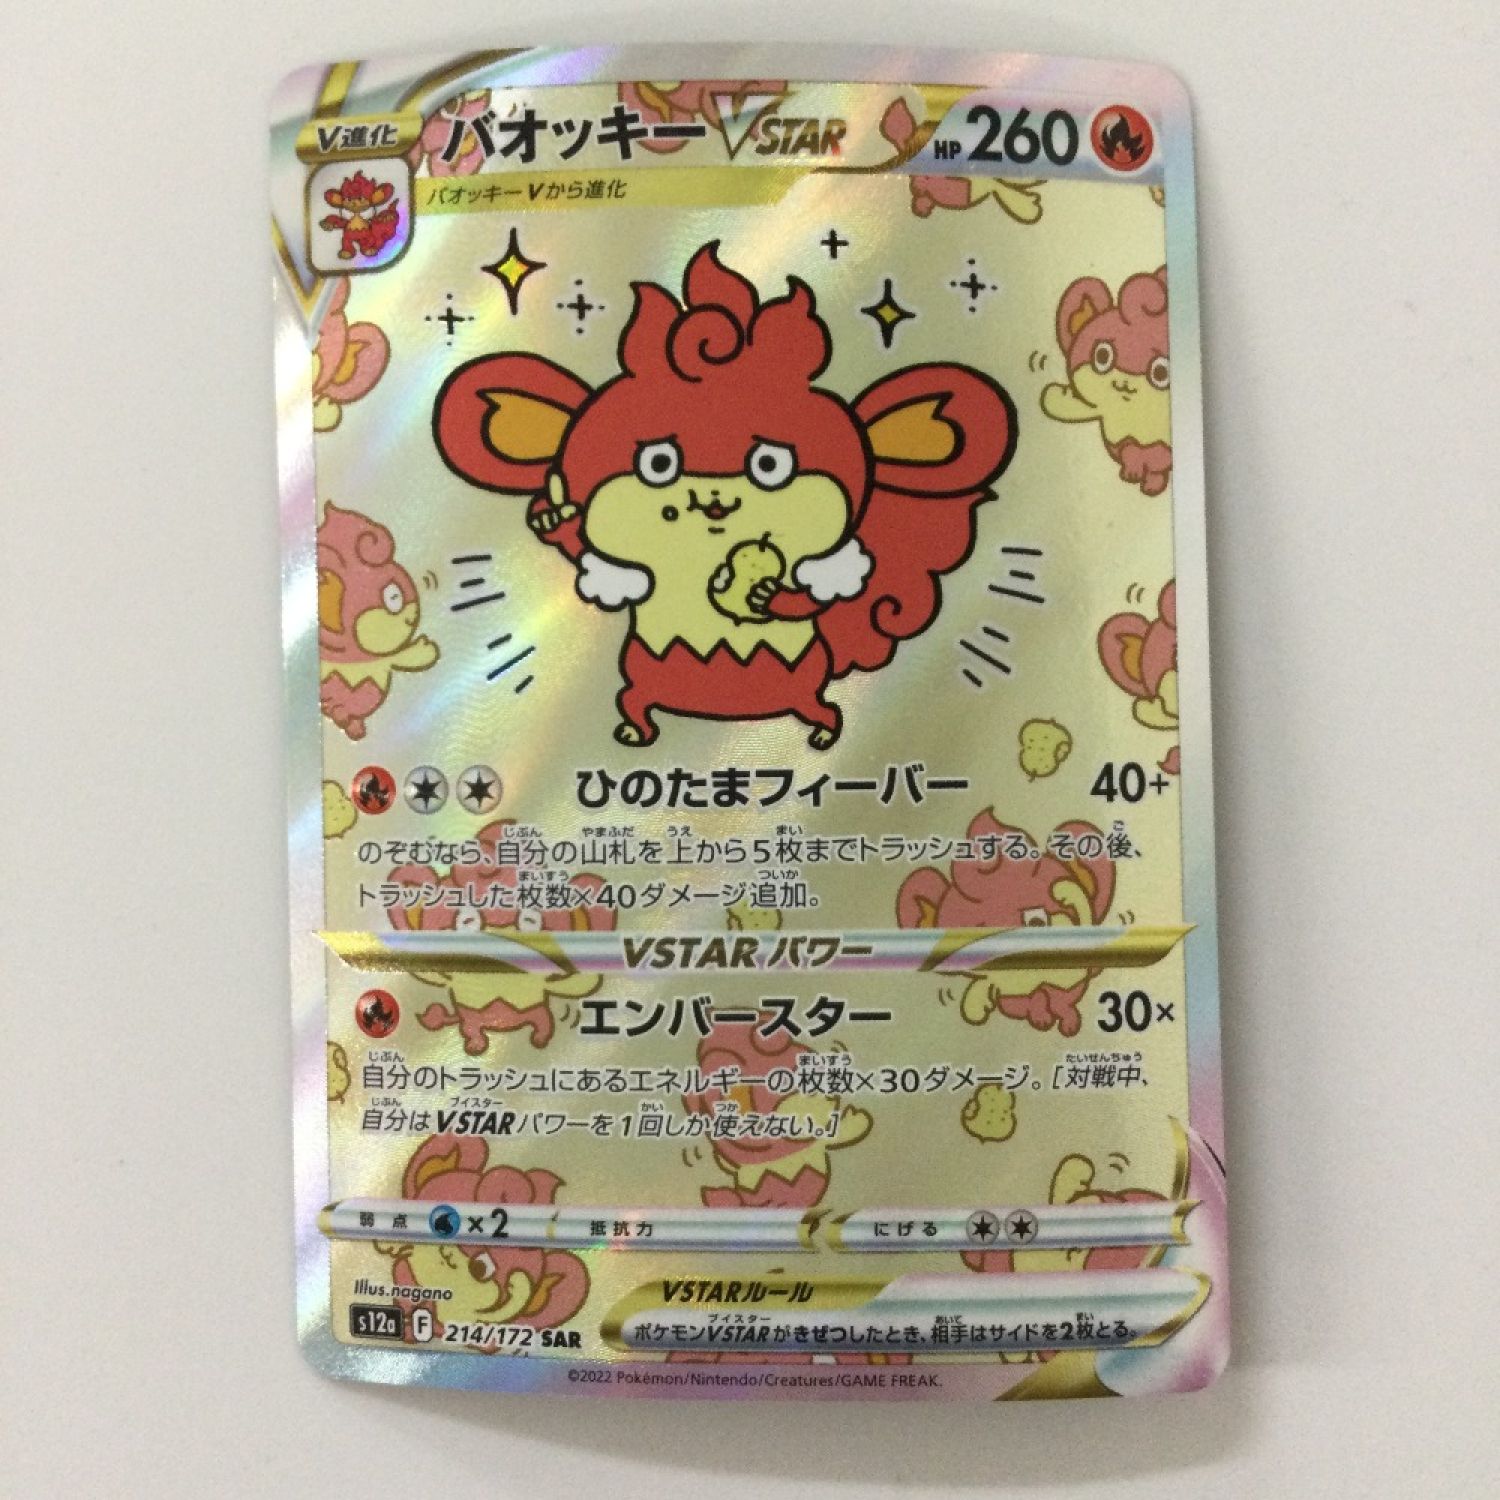 V進化
バオッキーVSTAR
HP 260
バオッキーVから進化
ひのたまフィーバー 40+
のぞむなら、自分の山札を上から5枚までトラッシュする。その後、
トラッシュした枚数×40ダメージ追加。
VSTARパワー
エンバースター 30×
自分のトラッシュにあるエネルギーの枚数×30ダメージ。[対戦中、
自分はVSTARパワーを1回しか使えない。]
弱点 ×2 抵抗力 にげる
Illus.nagano
VSTARルール
ポケモンVSTARがきぜつしたとき、相手はサイドを2枚とる。
s12a F 214/172 SAR
©2022 Pokémon/Nintendo/Creatures/GAME FREAK.